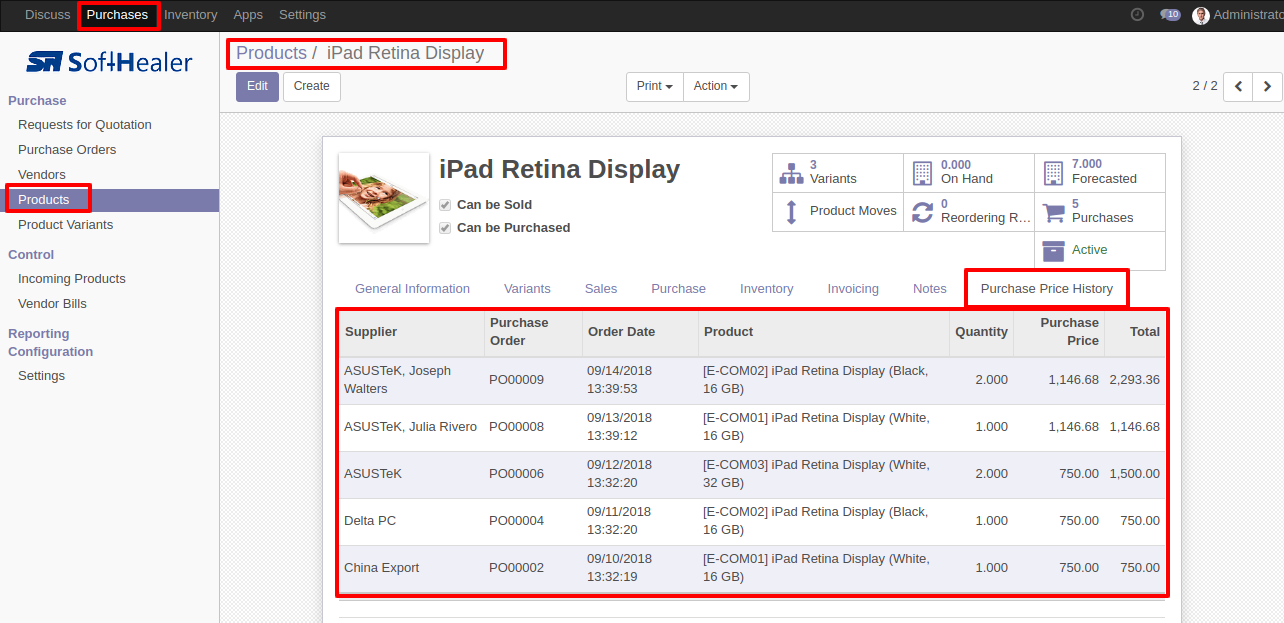 Discuss Purchases Inventory Apps Settings 10 Administrato
SoftHealer
Purchase
Requests for Quotation
Purchase Orders
Vendors
Products
Product Variants
Control
Incoming Products
Vendor Bills
Reporting
Configuration
Settings
Products / iPad Retina Display
Edit Create Print Action 2 / 2
iPad Retina Display
Can be Sold
Can be Purchased
3
Variants
0.000
On Hand
7.000
Forecasted
Product Moves
0
Reordering R...
5
Purchases
Active
General Information Variants Sales Purchase Inventory Invoicing Notes Purchase Price History
Supplier Purchase Order Order Date Product Quantity Purchase Price Total
ASUSTeK, Joseph Walters PO00009 09/14/2018 13:39:53 [E-COM02] iPad Retina Display (Black, 16 GB) 2.000 1,146.68 2,293.36
ASUSTeK, Julia Rivero PO00008 09/13/2018 13:39:12 [E-COM01] iPad Retina Display (White, 16 GB) 1.000 1,146.68 1,146.68
ASUSTeK PO00006 09/12/2018 13:32:20 [E-COM03] iPad Retina Display (White, 32 GB) 2.000 750.00 1,500.00
Delta PC PO00004 09/11/2018 13:32:20 [E-COM02] iPad Retina Display (Black, 16 GB) 1.000 750.00 750.00
China Export PO00002 09/10/2018 13:32:19 [E-COM01] iPad Retina Display (White, 16 GB) 1.000 750.00 750.00